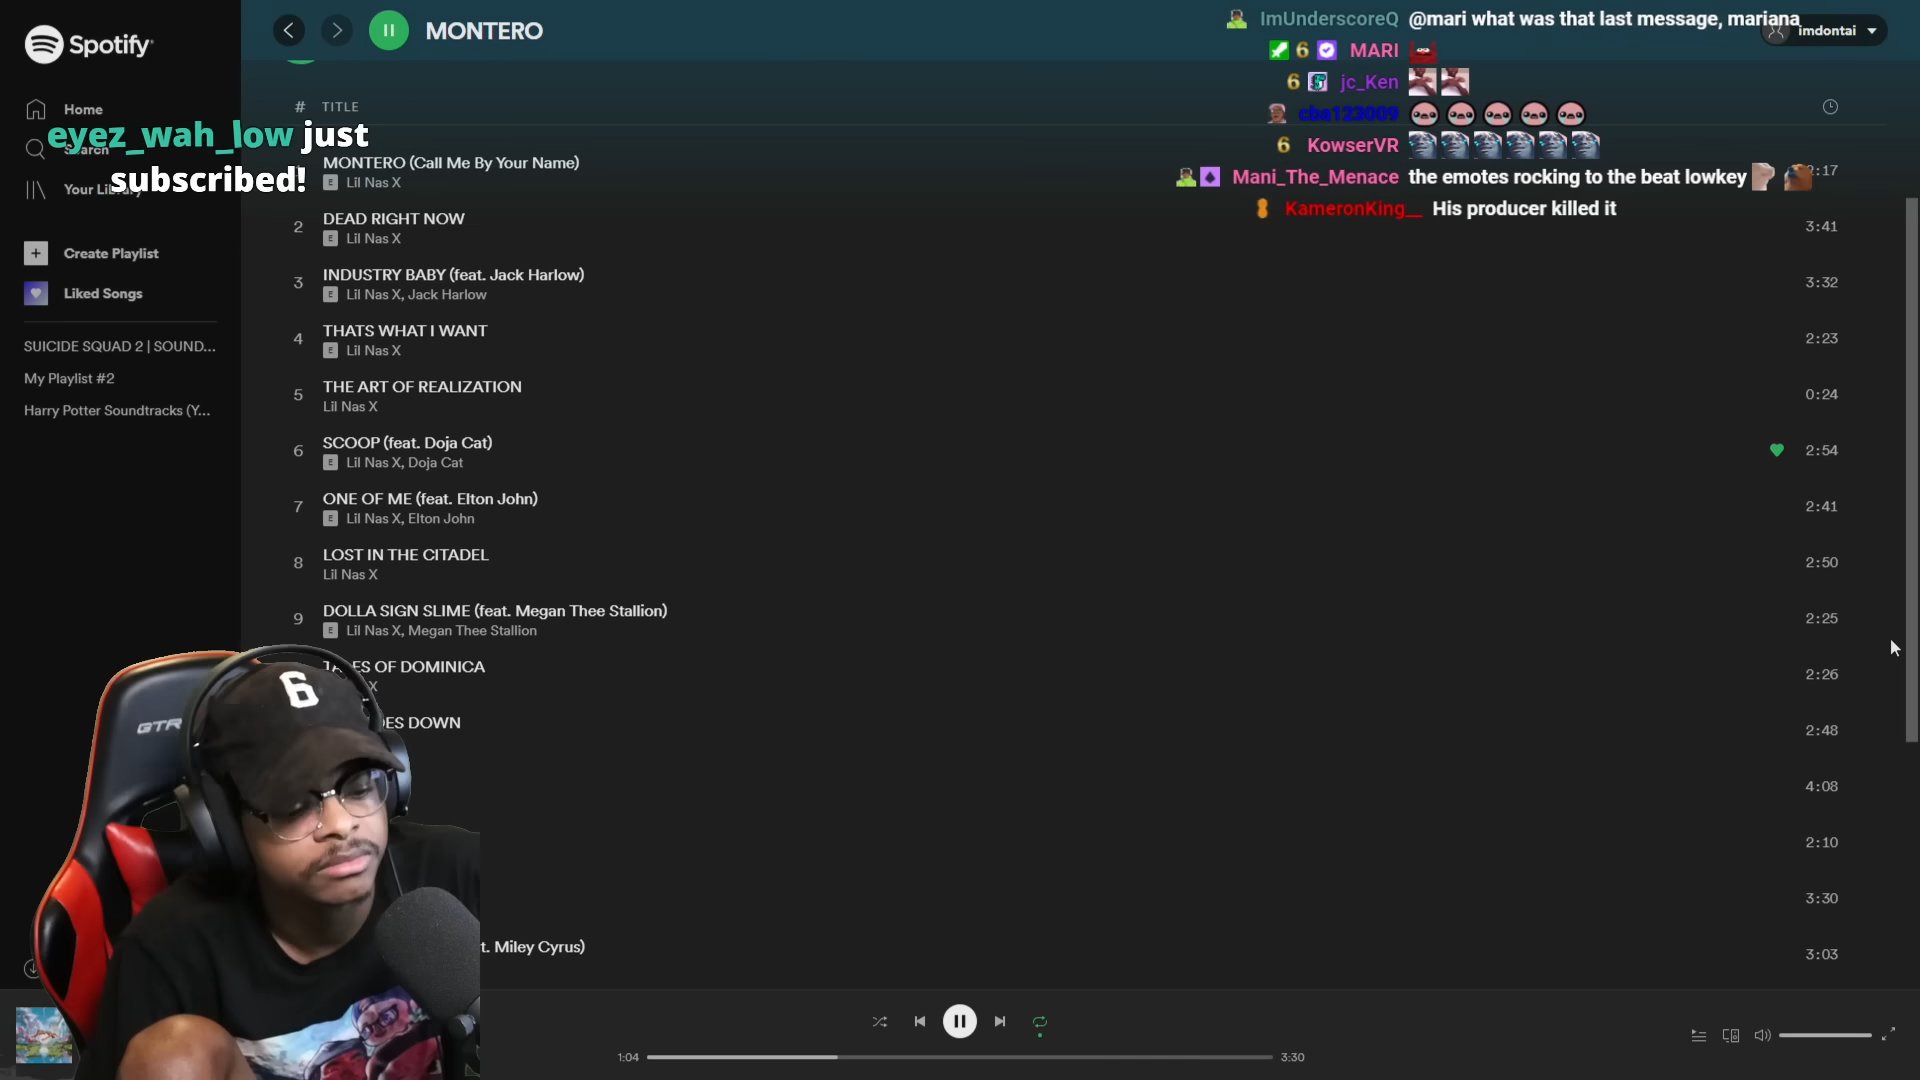 Spotify
MONTERO
imdontai
Home
Search
Your Library
Create Playlist
Liked Songs
SUICIDE SQUAD 2 | SOUND...
My Playlist #2
Harry Potter Soundtracks (Y...
eyez_wah_low just
subscribed!
ImUnderscoreQ @mari what was that last message, mariana
6 MARI
6 jc_Ken
cba123009
6 KowserVR
Mani_The_Menace the emotes rocking to the beat lowkey
KameronKing__ His producer killed it
# TITLE
MONTERO (Call Me By Your Name)
E Lil Nas X
:17
2 DEAD RIGHT NOW 3:41
E Lil Nas X
3 INDUSTRY BABY (feat. Jack Harlow) 3:32
E Lil Nas X, Jack Harlow
4 THATS WHAT I WANT 2:23
E Lil Nas X
5 THE ART OF REALIZATION 0:24
Lil Nas X
6 SCOOP (feat. Doja Cat) 2:54
E Lil Nas X, Doja Cat
7 ONE OF ME (feat. Elton John) 2:41
E Lil Nas X, Elton John
8 LOST IN THE CITADEL 2:50
Lil Nas X
9 DOLLA SIGN SLIME (feat. Megan Thee Stallion) 2:25
E Lil Nas X, Megan Thee Stallion
TALES OF DOMINICA 2:26
X
DES DOWN 2:48
4:08
2:10
3:30
t. Miley Cyrus) 3:03
6
GTR
1:04 3:30